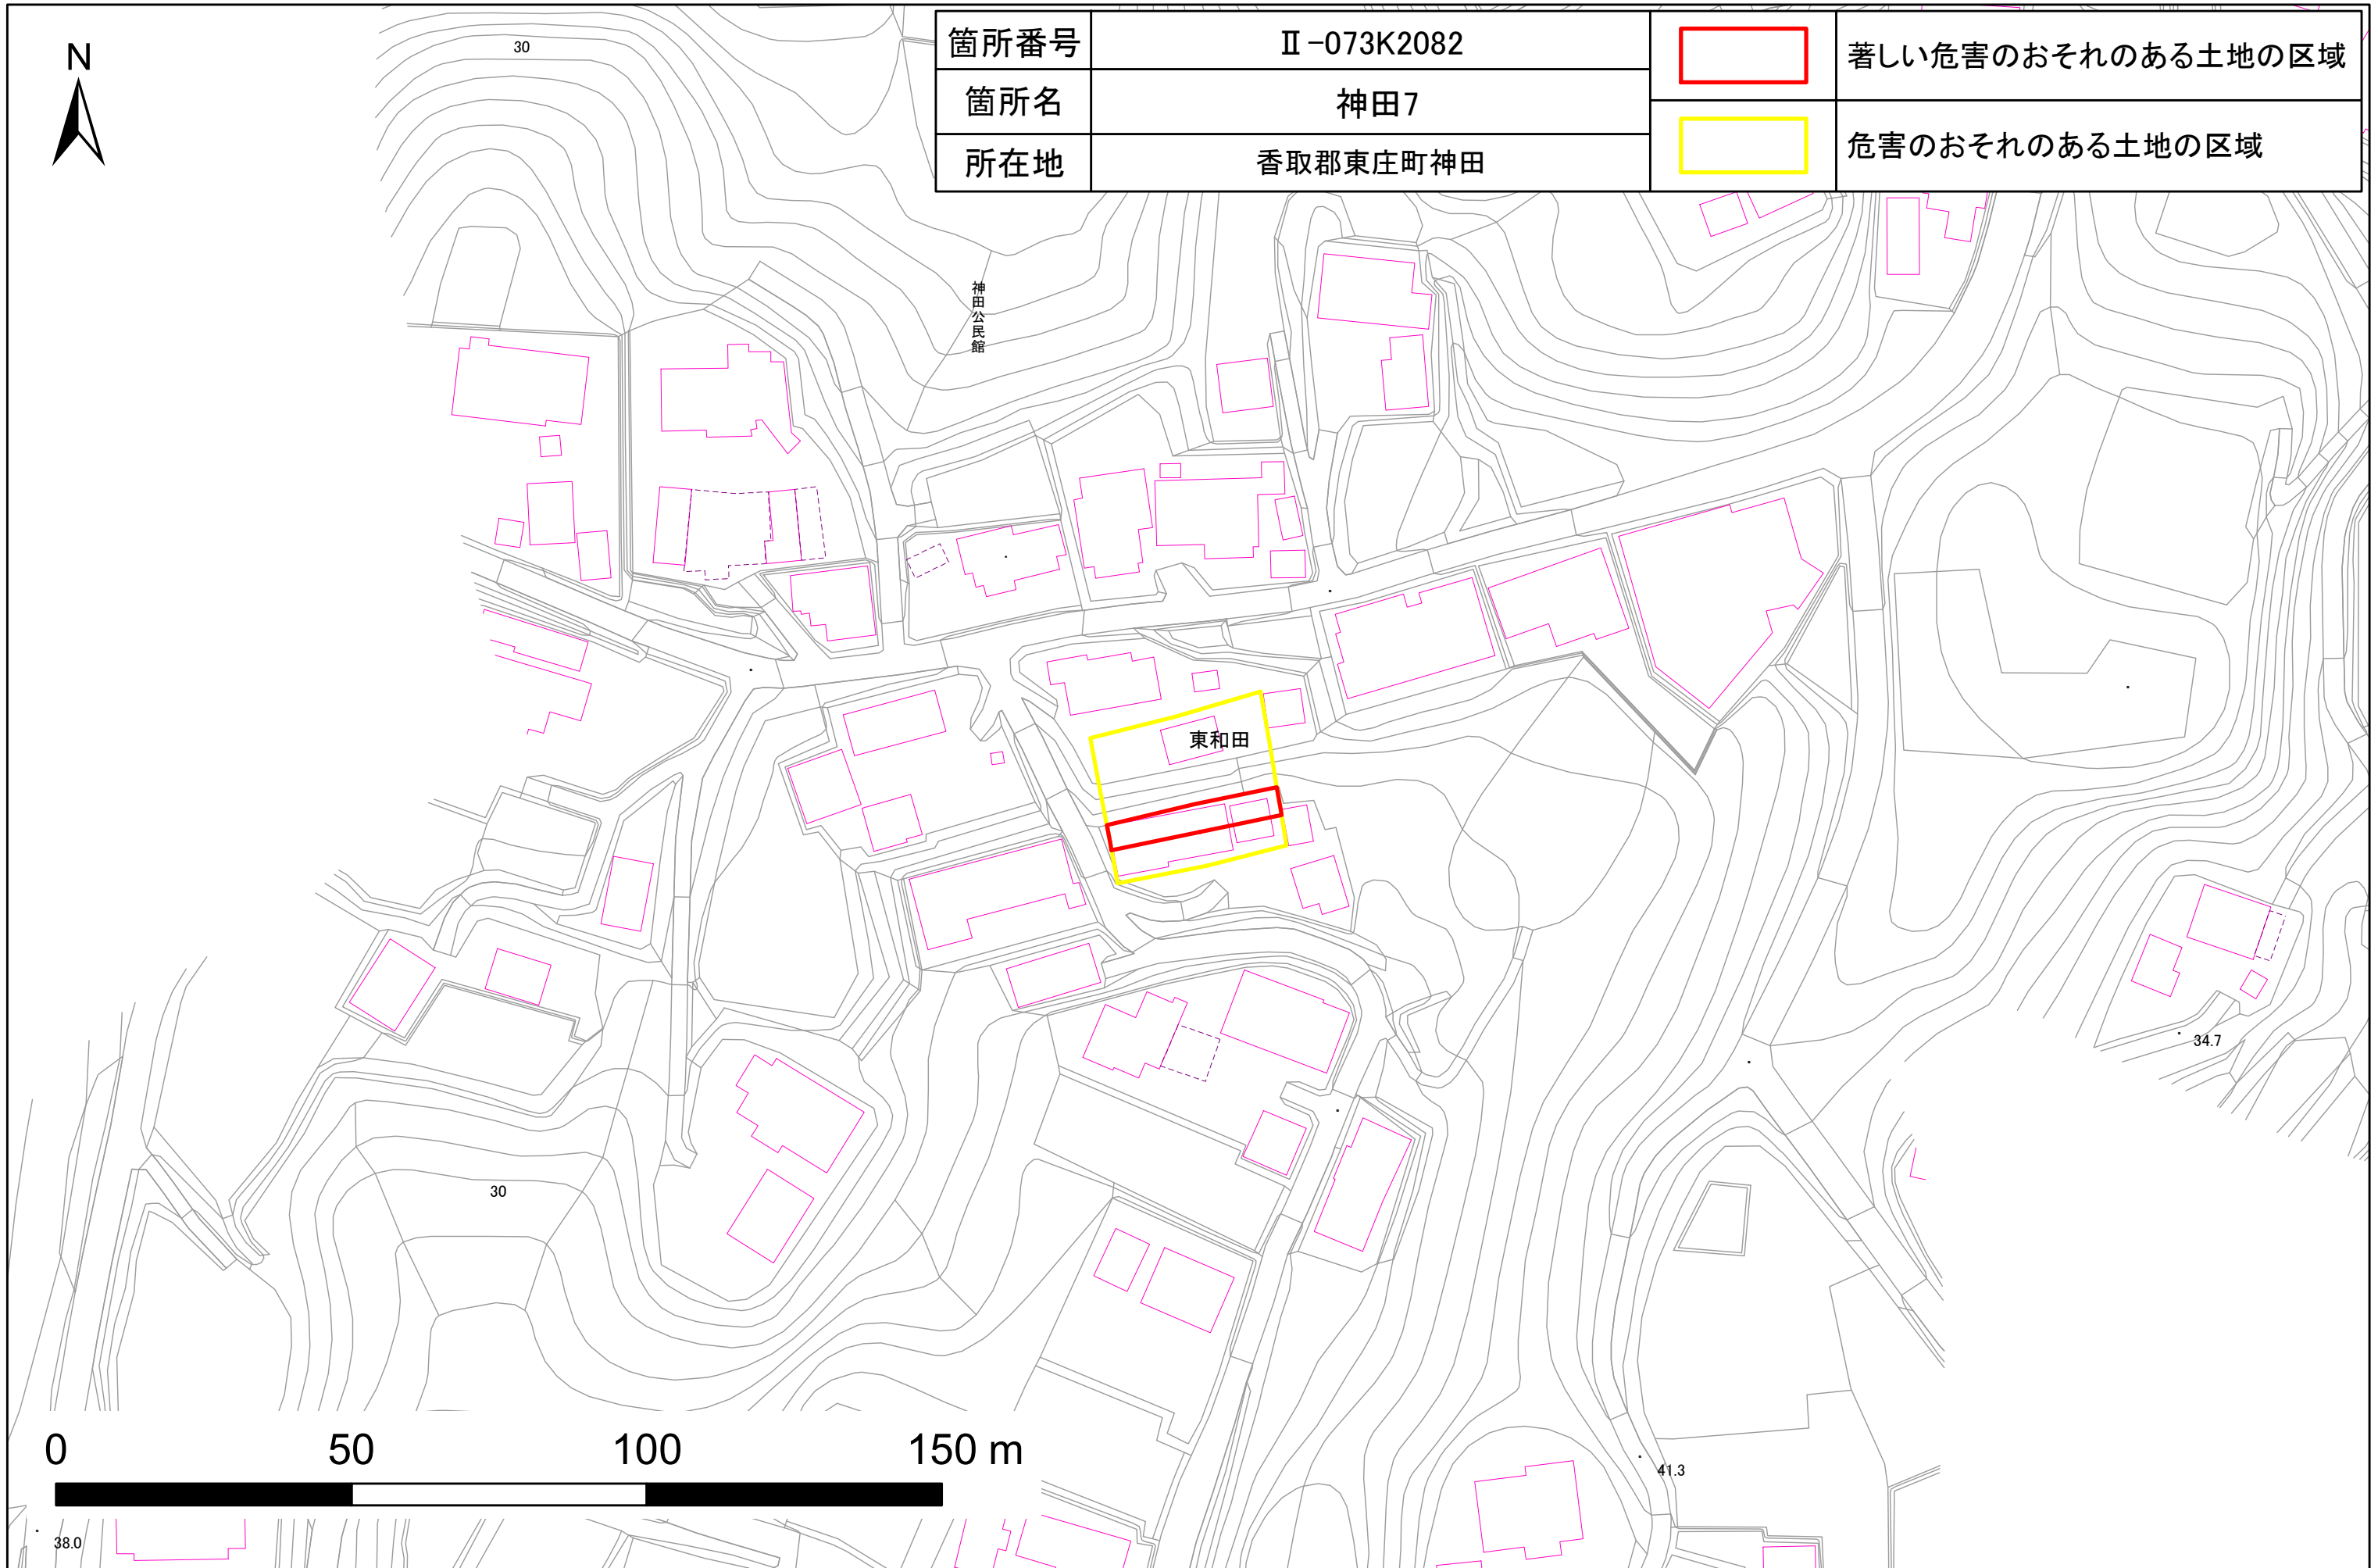 N
箇所番号 Ⅱ-073K2082
箇所名 神田7
所在地 香取郡東庄町神田
著しい危害のおそれのある土地の区域
危害のおそれのある土地の区域
30
神田公民館
東和田
34.7
30
41.3
0 50 100 150 m
38.0